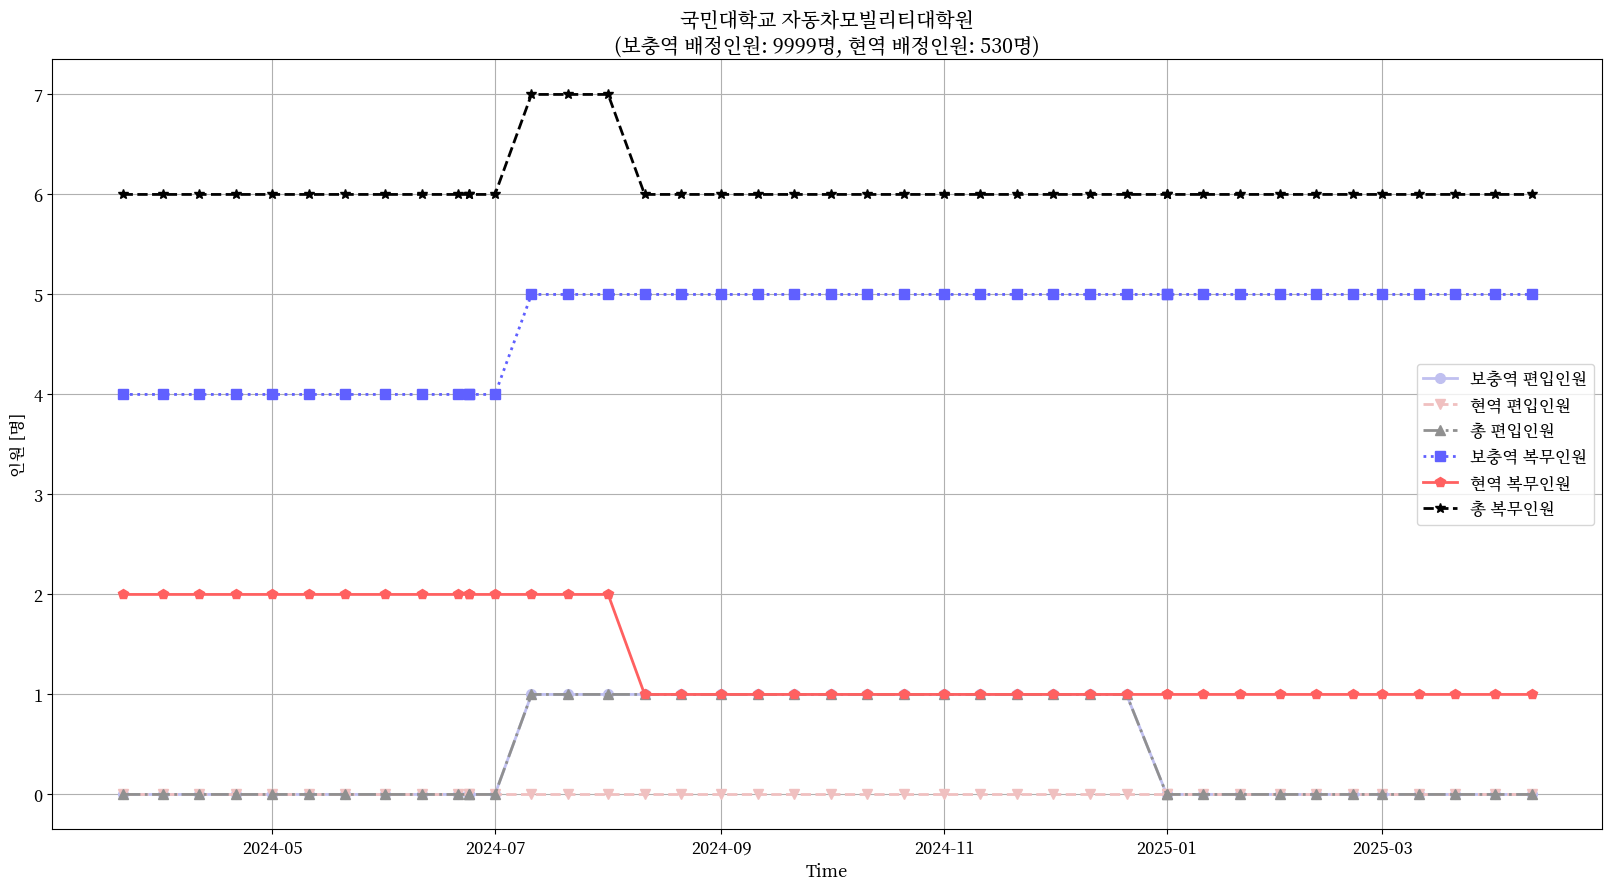 국민대학교 자동차모빌리티대학원
(보충역 배정인원: 9999명, 현역 배정인원: 530명)
인원 [명]
7
6
5
4
3
2
1
0
보충역 편입인원
현역 편입인원
총 편입인원
보충역 복무인원
현역 복무인원
총 복무인원
2024-05
2024-07
2024-09
2024-11
2025-01
2025-03
Time